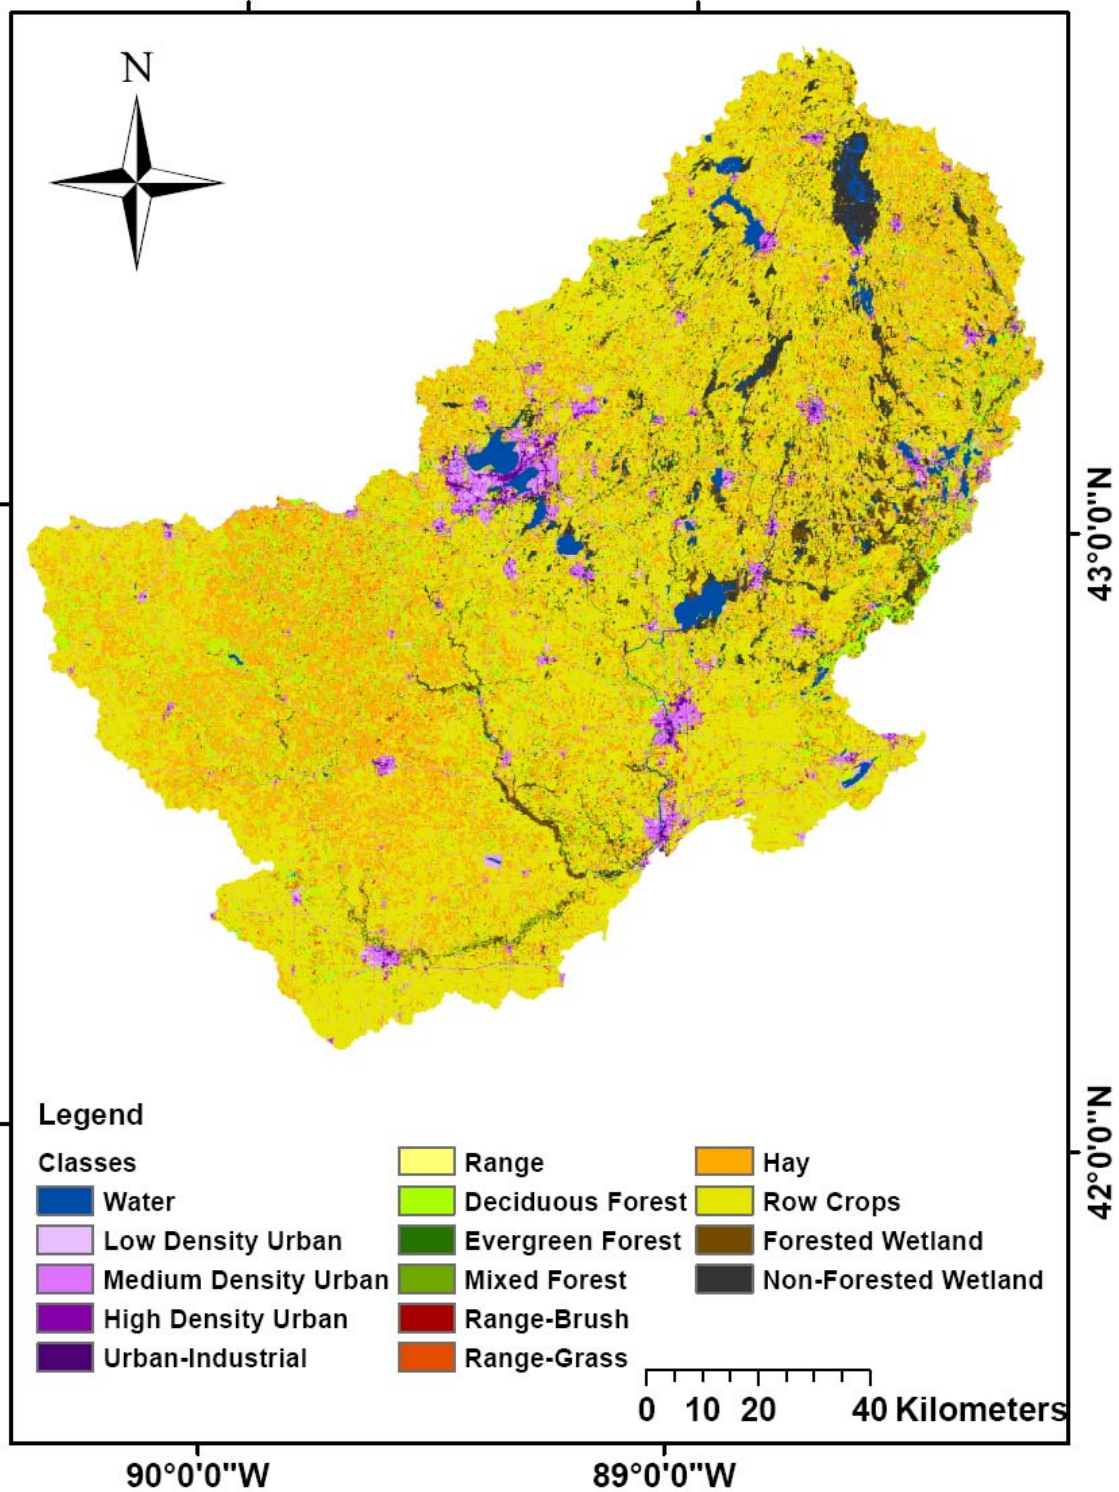 N
43°0'0"N
42°0'0"N
Legend
Classes
Water
Low Density Urban
Medium Density Urban
High Density Urban
Urban-Industrial
Range
Deciduous Forest
Evergreen Forest
Mixed Forest
Range-Brush
Range-Grass
Hay
Row Crops
Forested Wetland
Non-Forested Wetland
0 10 20 40 Kilometers
90°0'0"W 89°0'0"W